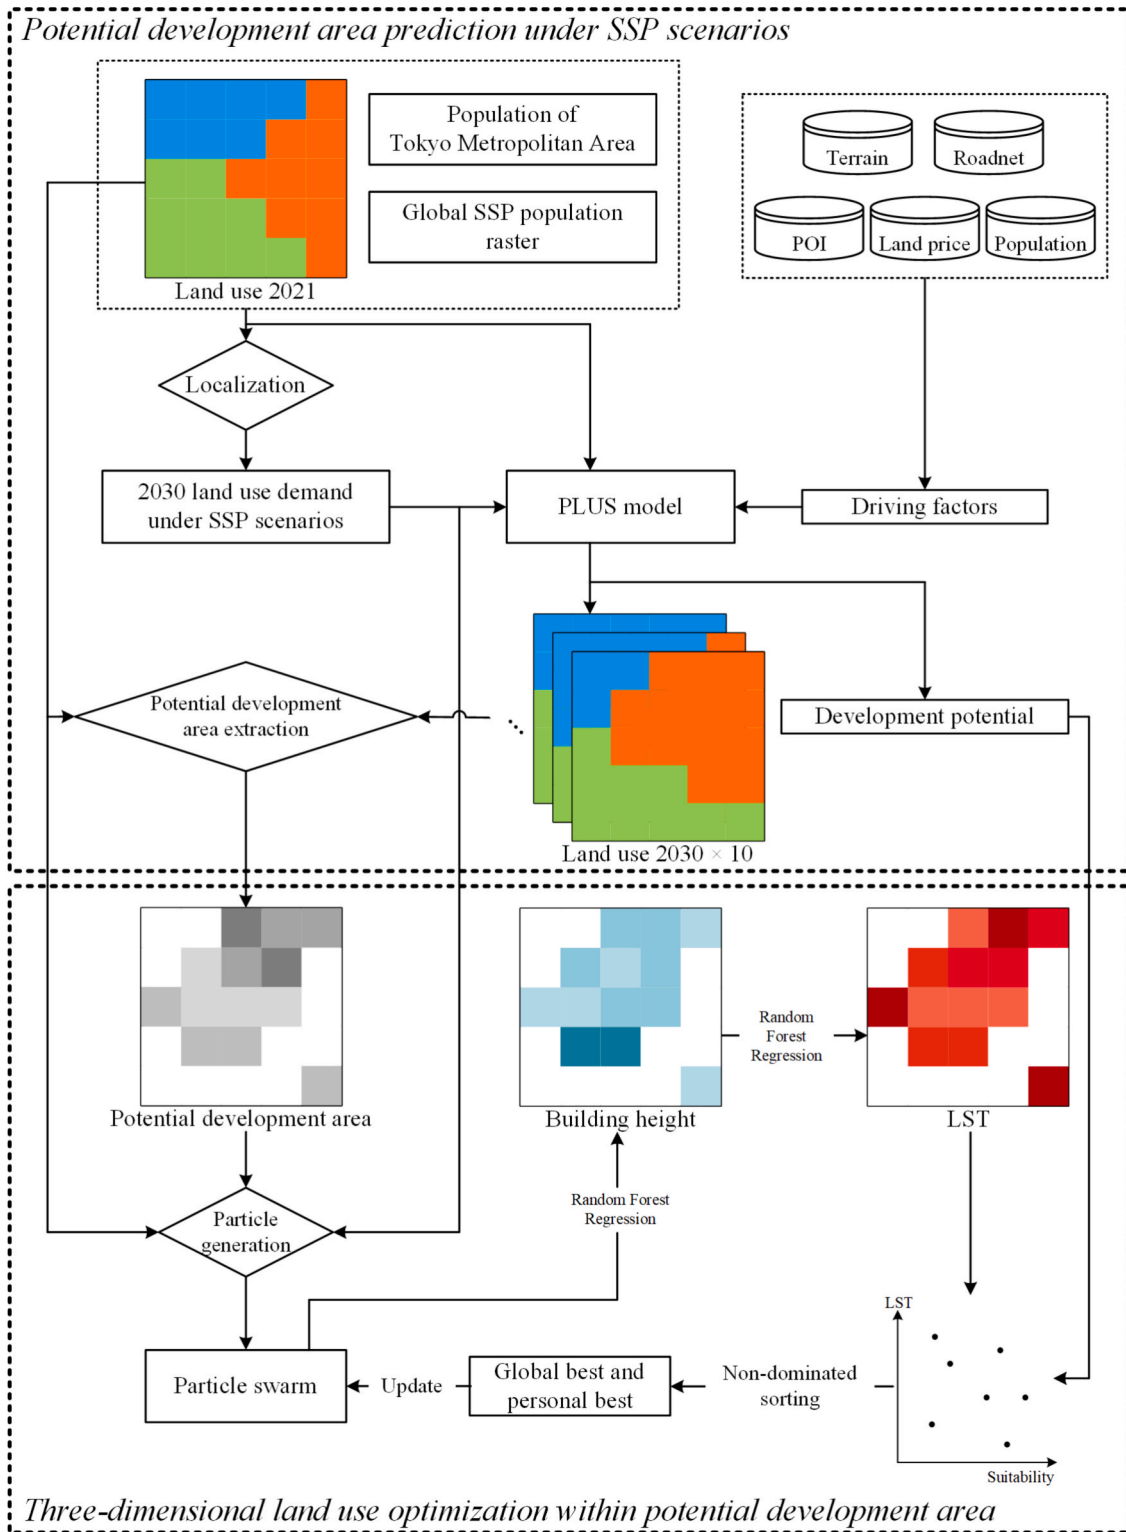 Potential development area prediction under SSP scenarios
Population of
Tokyo Metropolitan Area
Global SSP population
raster
Land use 2021
Terrain
Roadnet
POI
Land price
Population
Localization
2030 land use demand
under SSP scenarios
PLUS model
Driving factors
Potential development
area extraction
Development potential
Land use 2030 × 10
Potential development area
Building height
Random
Forest
Regression
LST
Random Forest
Regression
Particle
generation
Particle swarm
Update
Global best and
personal best
Non-dominated
sorting
LST
Suitability
Three-dimensional land use optimization within potential development area